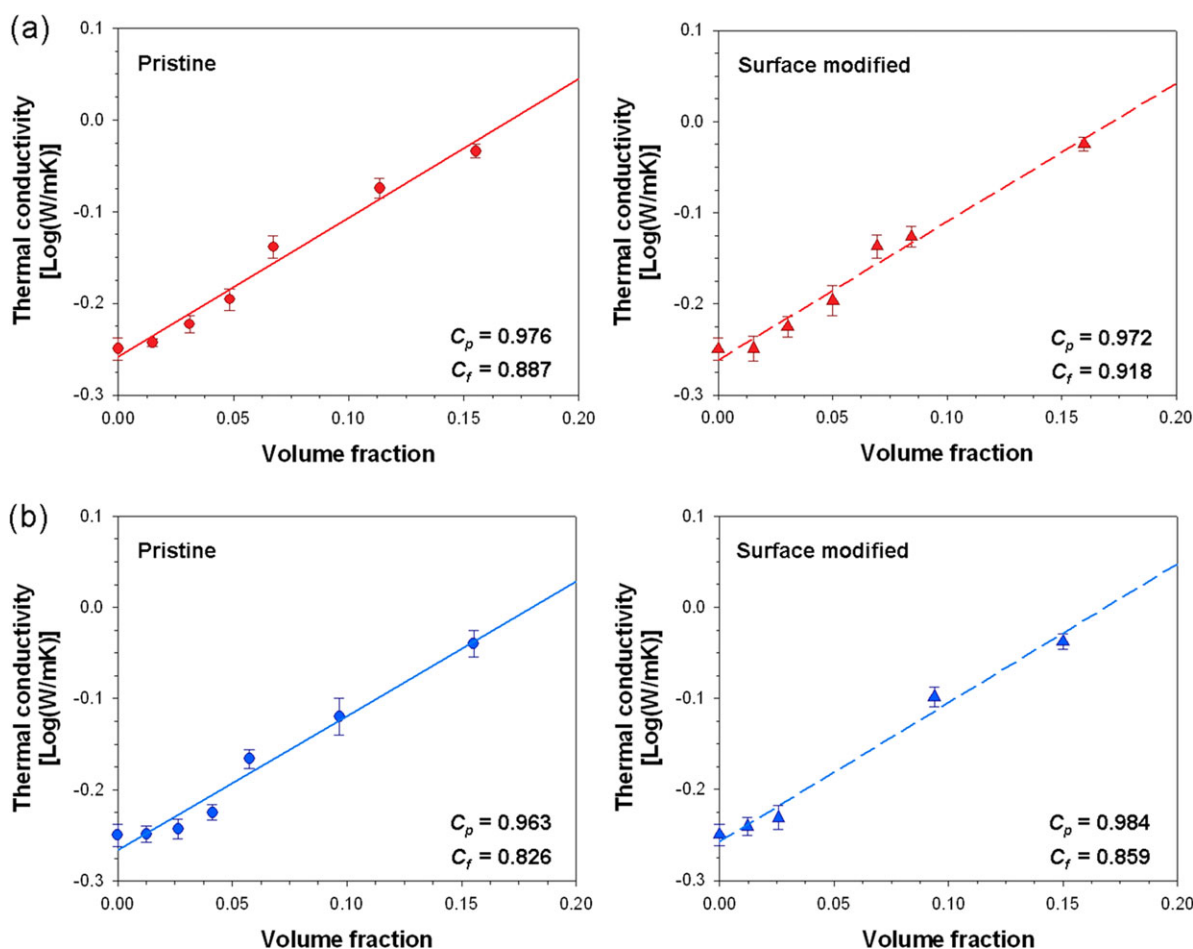 (a)
Pristine
Thermal conductivity
[Log(W/mK)]
0.1
0.0
-0.1
-0.2
-0.3
C_p = 0.976
C_f = 0.887
0.00 0.05 0.10 0.15 0.20
Volume fraction
Surface modified
Thermal conductivity
[Log(W/mK)]
0.1
0.0
-0.1
-0.2
-0.3
C_p = 0.972
C_f = 0.918
0.00 0.05 0.10 0.15 0.20
Volume fraction
(b)
Pristine
Thermal conductivity
[Log(W/mK)]
0.1
0.0
-0.1
-0.2
-0.3
C_p = 0.963
C_f = 0.826
0.00 0.05 0.10 0.15 0.20
Volume fraction
Surface modified
Thermal conductivity
[Log(W/mK)]
0.1
0.0
-0.1
-0.2
-0.3
C_p = 0.984
C_f = 0.859
0.00 0.05 0.10 0.15 0.20
Volume fraction